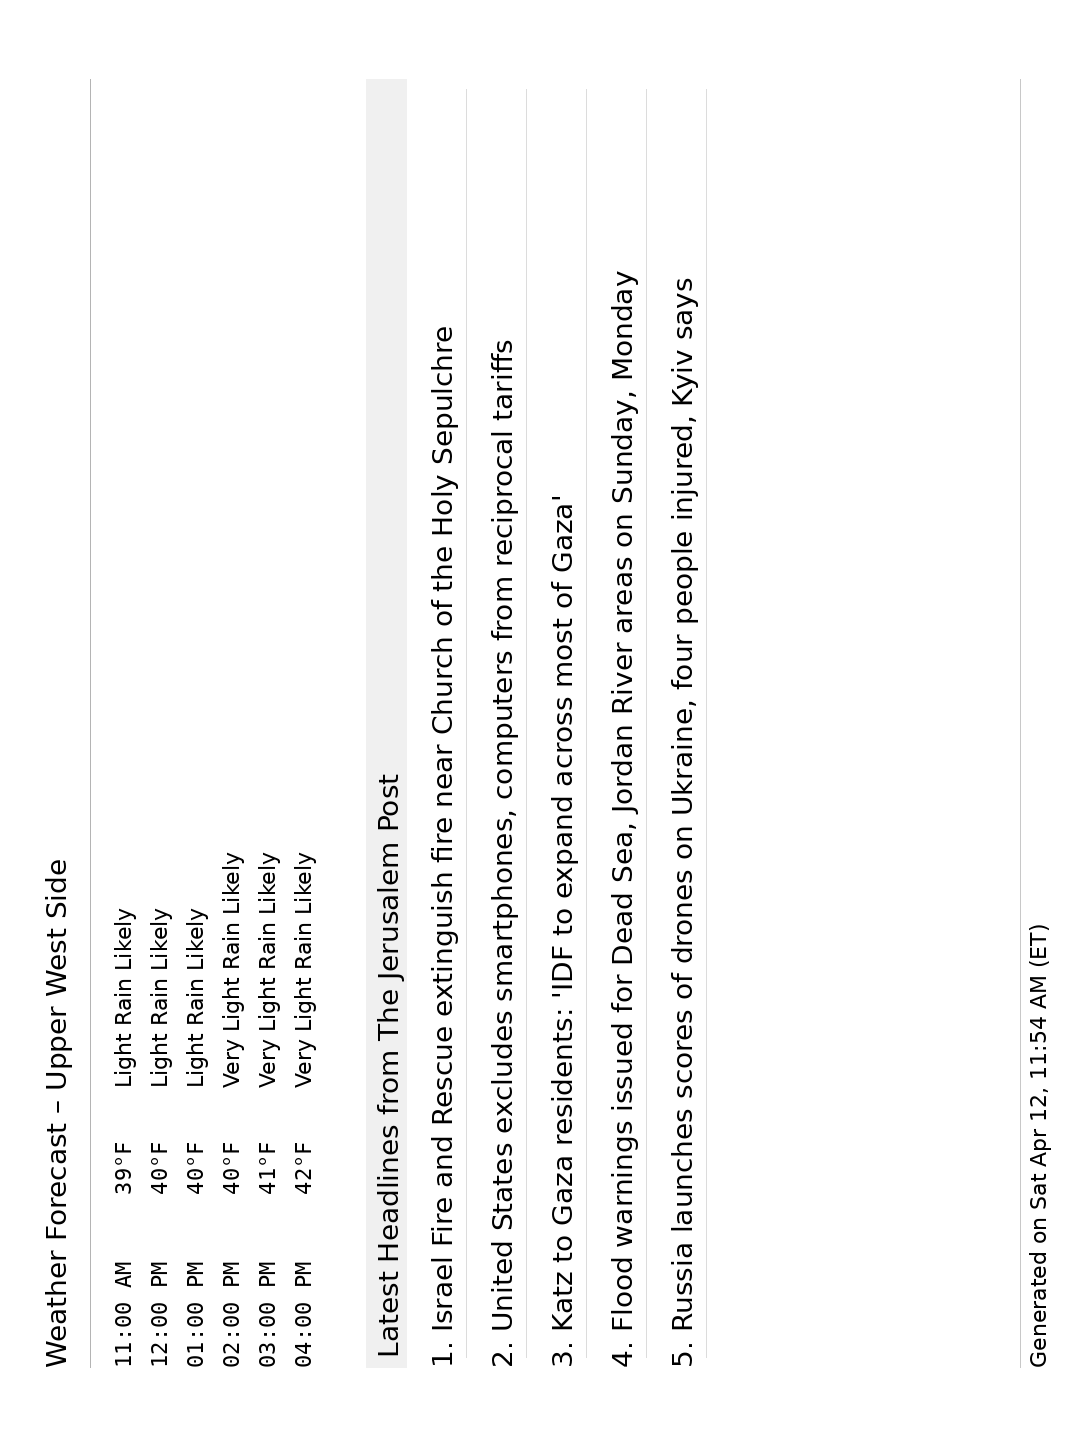 Weather Forecast – Upper West Side
11:00 AM 39°F Light Rain Likely
12:00 PM 40°F Light Rain Likely
01:00 PM 40°F Light Rain Likely
02:00 PM 40°F Very Light Rain Likely
03:00 PM 41°F Very Light Rain Likely
04:00 PM 42°F Very Light Rain Likely
Latest Headlines from The Jerusalem Post
1. Israel Fire and Rescue extinguish fire near Church of the Holy Sepulchre
2. United States excludes smartphones, computers from reciprocal tariffs
3. Katz to Gaza residents: 'IDF to expand across most of Gaza'
4. Flood warnings issued for Dead Sea, Jordan River areas on Sunday, Monday
5. Russia launches scores of drones on Ukraine, four people injured, Kyiv says
Generated on Sat Apr 12, 11:54 AM (ET)